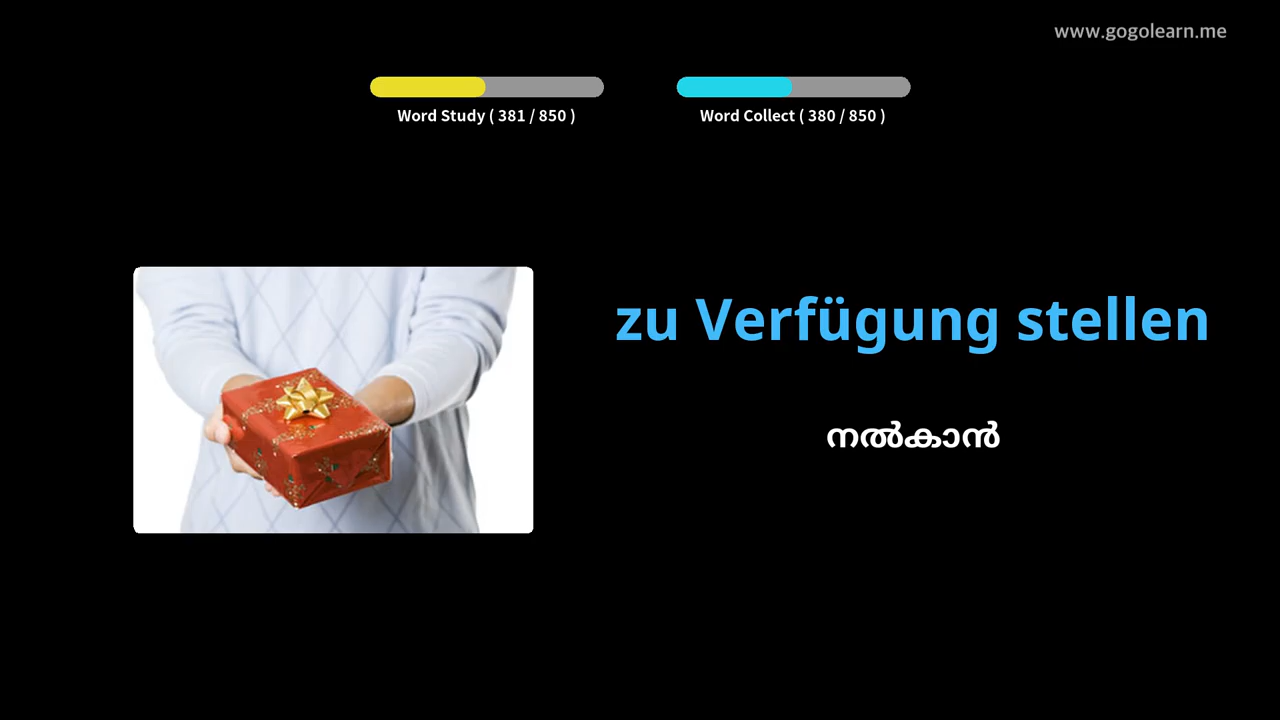 www.gogolearn.me
Word Study ( 381 / 850 )
Word Collect ( 380 / 850 )
zu Verfügung stellen
നൽകാൻ